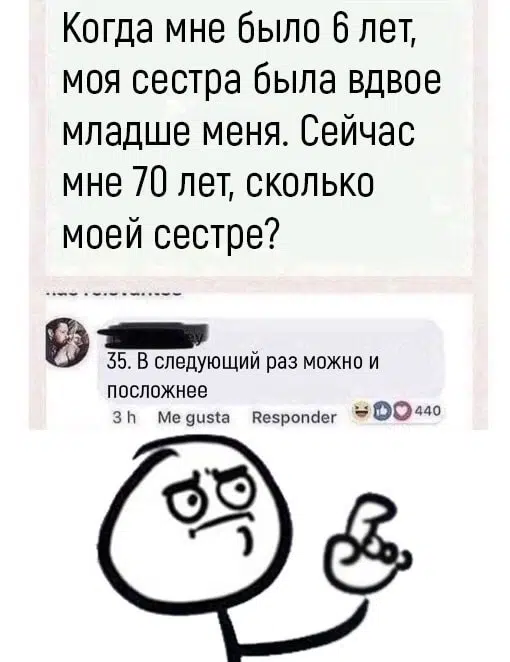 Когда мне было 6 лет,
моя сестра была вдвое
младше меня. Сейчас
мне 70 лет, сколько
моей сестре?
35. В следующий раз можно и
посложнее
3 h Me gusta Responder 440